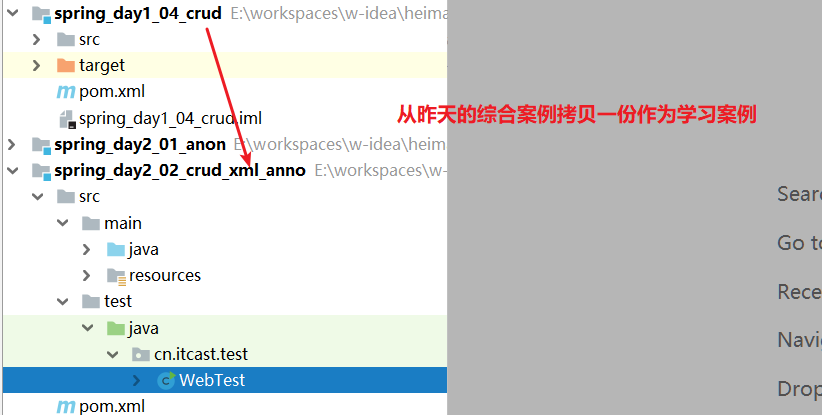 spring_day1_04_crud E:\workspaces\w-idea\heima
src
target
pom.xml
spring_day1_04_crud.iml
从昨天的综合案例拷贝一份作为学习案例
spring_day2_01_anon E:\workspaces\w-idea\heima
spring_day2_02_crud_xml_anno E:\workspaces\w-
src
main
java
resources
test
java
cn.itcast.test
WebTest
pom.xml
Sear
Go to
Rece
Navi
Drop